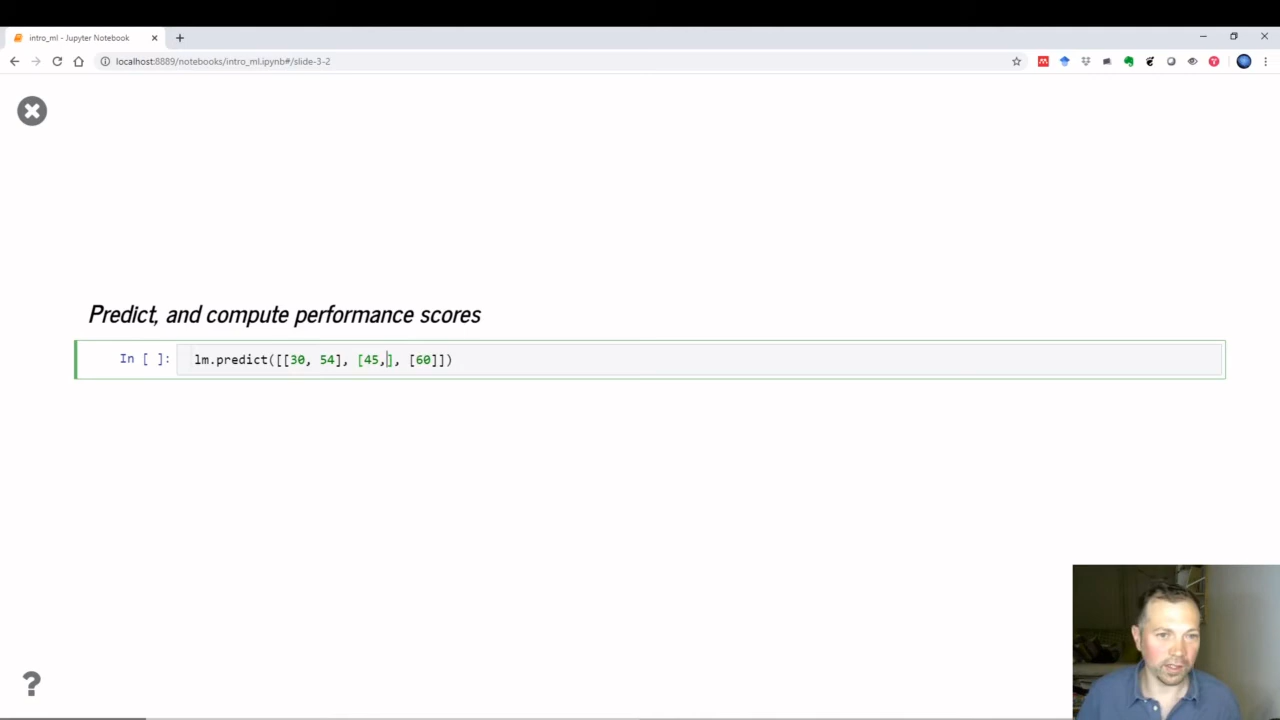 intro_ml - Jupyter Notebook
localhost:8889/notebooks/intro_ml.ipynb#/slide-3-2
Predict, and compute performance scores
In [ ]: lm.predict([[30, 54], [45,], [60]])
?